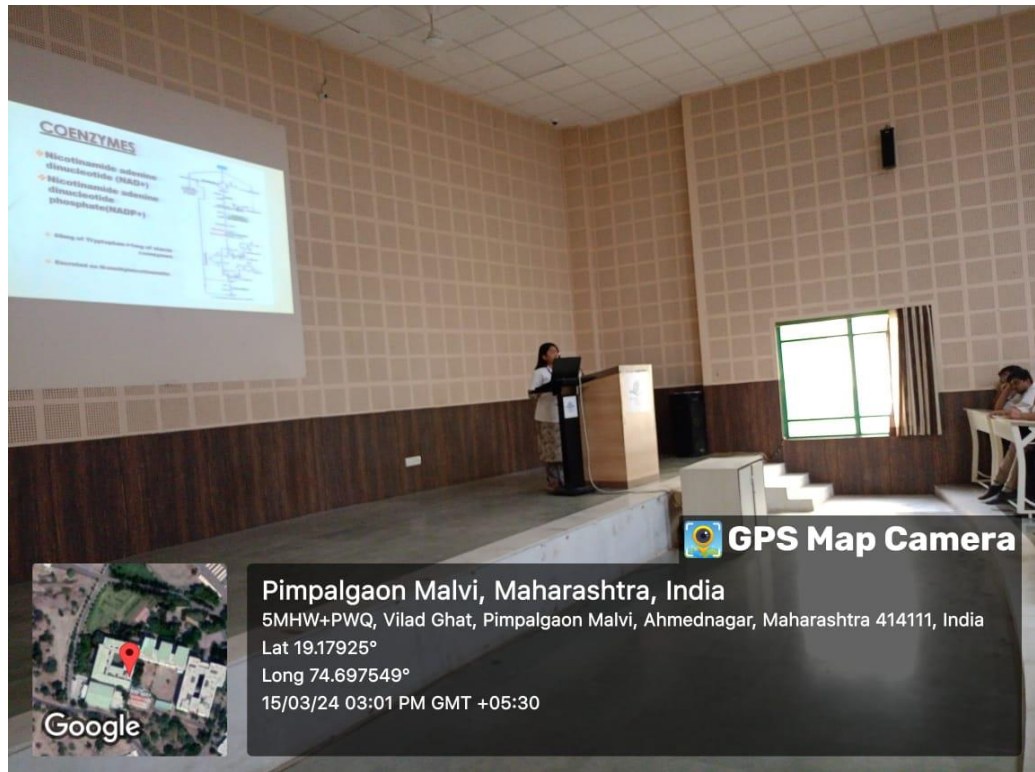 COENZYMES
Nicotinamide adenine
dinucleotide (NAD+)
Nicotinamide adenine
dinucleotide
phosphate(NADP+)
GPS Map Camera
Pimpalgaon Malvi, Maharashtra, India
5MHW+PWQ, Vilad Ghat, Pimpalgaon Malvi, Ahmednagar, Maharashtra 414111, India
Lat 19.17925°
Long 74.697549°
15/03/24 03:01 PM GMT +05:30
Google